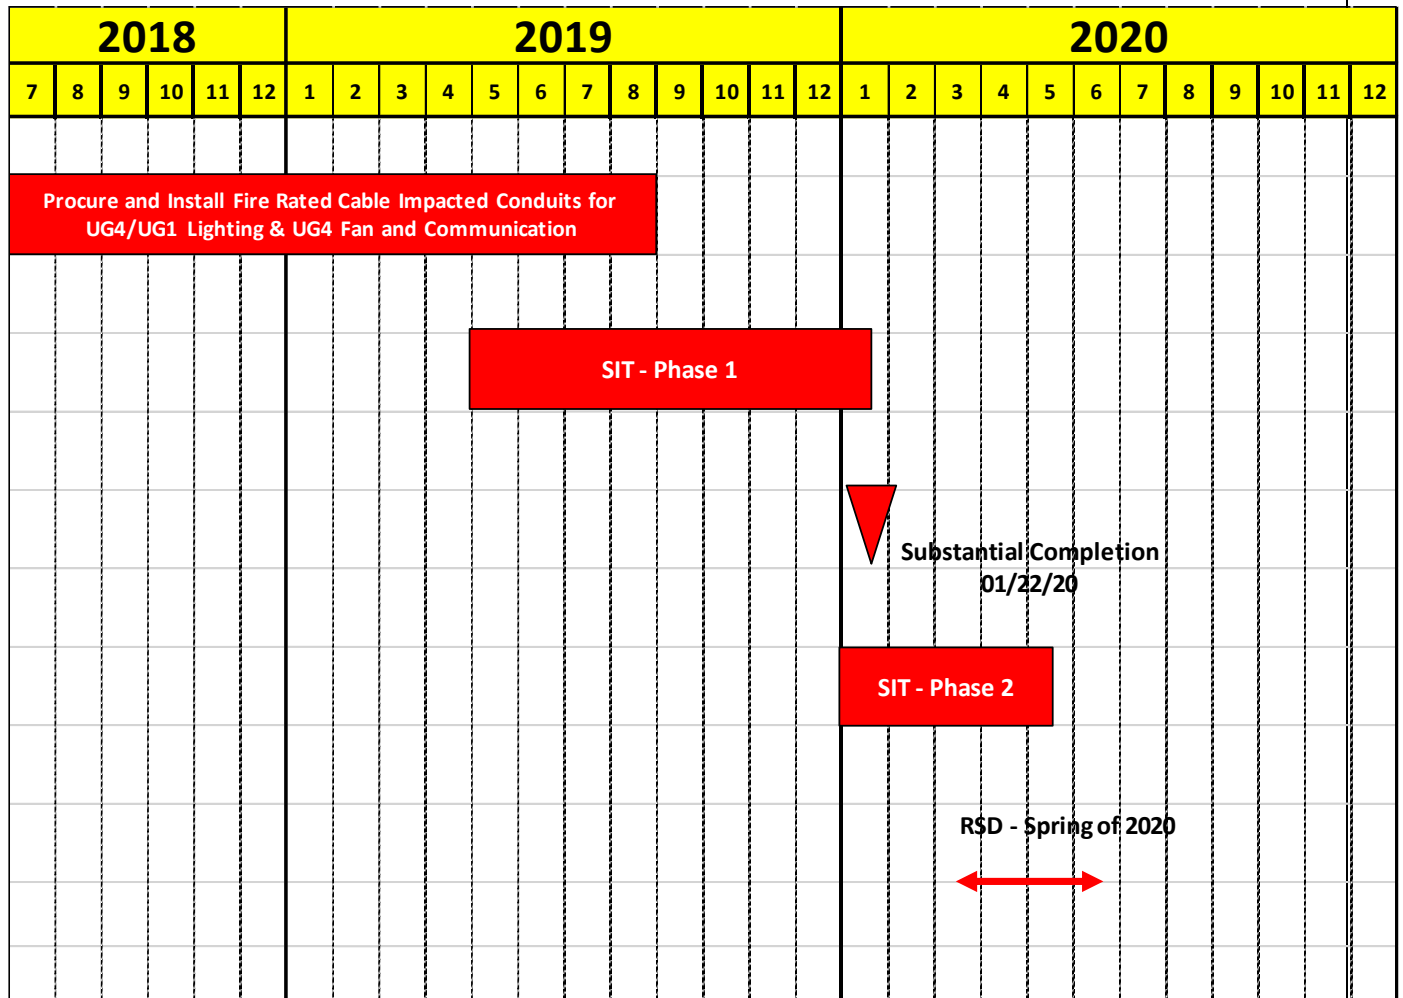 2018 2019 2020
7 8 9 10 11 12 1 2 3 4 5 6 7 8 9 10 11 12 1 2 3 4 5 6 7 8 9 10 11 12
Procure and Install Fire Rated Cable Impacted Conduits for
UG4/UG1 Lighting & UG4 Fan and Communication
SIT - Phase 1
Substantial Completion
01/22/20
SIT - Phase 2
RSD - Spring of 2020